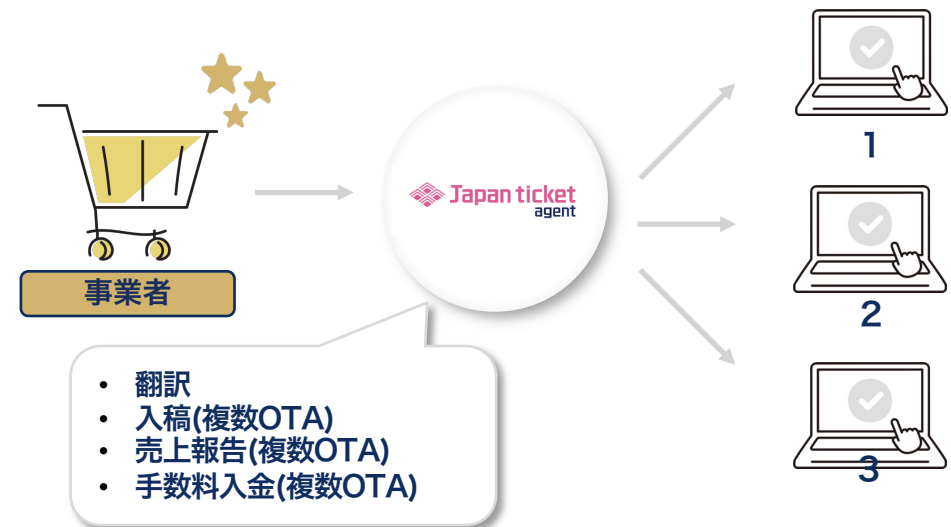 Japan ticket
agent
事業者
• 翻訳
• 入稿(複数OTA)
• 売上報告(複数OTA)
• 手数料入金(複数OTA)
1
2
3